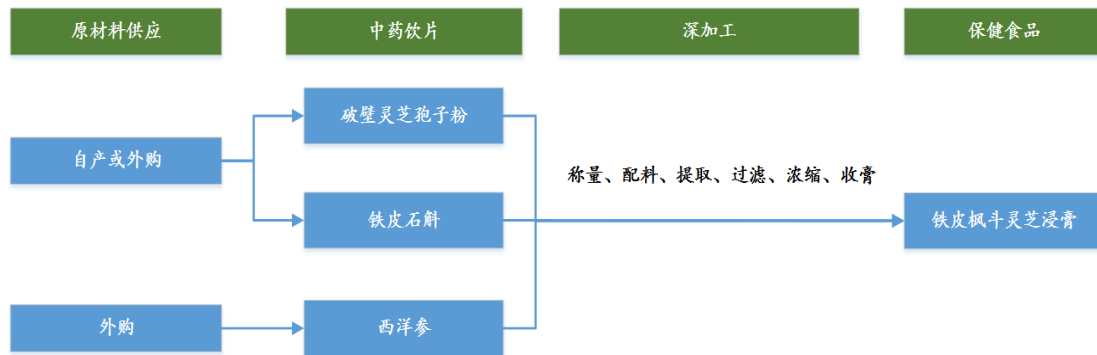 原材料供应
中药饮片
深加工
保健食品
破壁灵芝孢子粉
自产或外购
称量、配料、提取、过滤、浓缩、收膏
铁皮石斛
铁皮枫斗灵芝浸膏
外购
西洋参